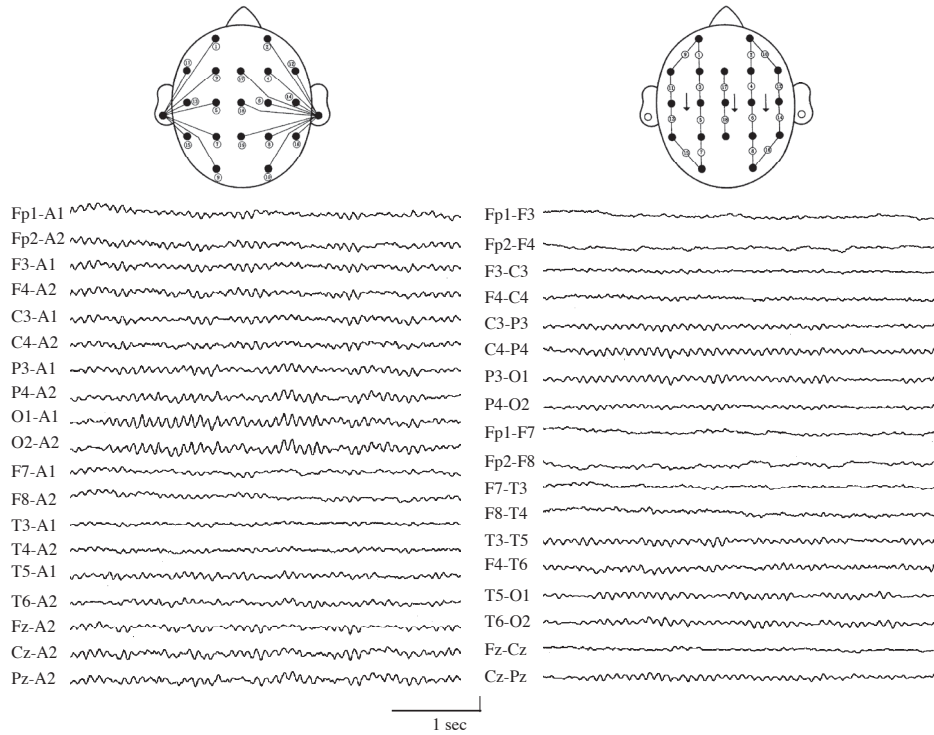 Fp1-A1
Fp2-A2
F3-A1
F4-A2
C3-A1
C4-A2
P3-A1
P4-A2
O1-A1
O2-A2
F7-A1
F8-A2
T3-A1
T4-A2
T5-A1
T6-A2
Fz-A2
Cz-A2
Pz-A2
Fp1-F3
Fp2-F4
F3-C3
F4-C4
C3-P3
C4-P4
P3-O1
P4-O2
Fp1-F7
Fp2-F8
F7-T3
F8-T4
T3-T5
F4-T6
T5-O1
T6-O2
Fz-Cz
Cz-Pz
1 sec